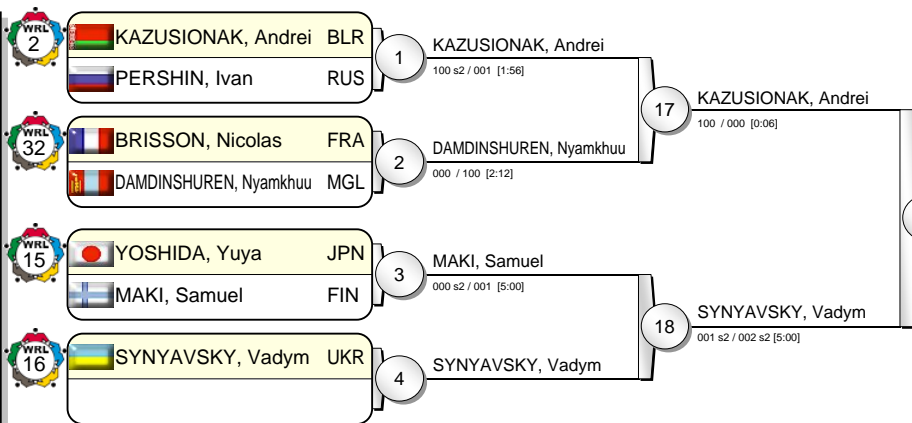 WRL
2
KAZUSIONAK, Andrei BLR
PERSHIN, Ivan RUS
1
KAZUSIONAK, Andrei
100 s2 / 001 [1:56]
WRL
32
BRISSON, Nicolas FRA
DAMDINSHUREN, Nyamkhuu MGL
2
DAMDINSHUREN, Nyamkhuu
000 / 100 [2:12]
17
KAZUSIONAK, Andrei
100 / 000 [0:06]
WRL
15
YOSHIDA, Yuya JPN
MAKI, Samuel FIN
3
MAKI, Samuel
000 s2 / 001 [5:00]
WRL
16
SYNYAVSKY, Vadym UKR
4
SYNYAVSKY, Vadym
18
SYNYAVSKY, Vadym
001 s2 / 002 s2 [5:00]